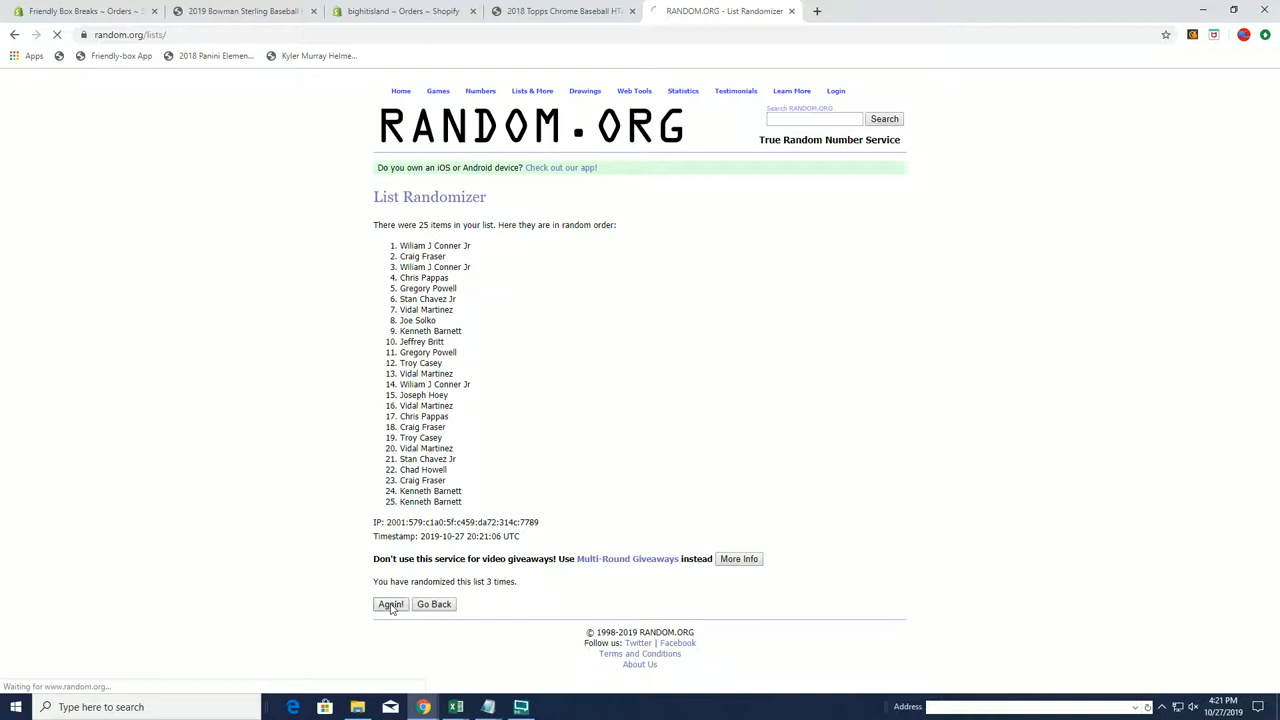 Friendly Box Breaks ~ Orders ~ S
2019 Bowman Sterling Baseball
bightisland ~ Orders ~ Shopify
2018 Topps Chrome Baseball HT
RANDOM.ORG - List Randomizer
random.org/lists/
Apps
Friendly-box App
2018 Panini Elemen...
Kyler Murray Helme...
Home Games Numbers Lists & More Drawings Web Tools Statistics Testimonials Learn More Login
RANDOM.ORG
Search RANDOM.ORG
Search
True Random Number Service
Do you own an iOS or Android device? Check out our app!
List Randomizer
There were 25 items in your list. Here they are in random order:
1. Wiliam J Conner Jr
2. Craig Fraser
3. Wiliam J Conner Jr
4. Chris Pappas
5. Gregory Powell
6. Stan Chavez Jr
7. Vidal Martinez
8. Joe Solko
9. Kenneth Barnett
10. Jeffrey Britt
11. Gregory Powell
12. Troy Casey
13. Vidal Martinez
14. Wiliam J Conner Jr
15. Joseph Hoey
16. Vidal Martinez
17. Chris Pappas
18. Craig Fraser
19. Troy Casey
20. Vidal Martinez
21. Stan Chavez Jr
22. Chad Howell
23. Craig Fraser
24. Kenneth Barnett
25. Kenneth Barnett
IP: 2001:579:c1a0:5f:c459:da72:314c:7789
Timestamp: 2019-10-27 20:21:06 UTC
Don't use this service for video giveaways! Use Multi-Round Giveaways instead More Info
You have randomized this list 3 times.
Again! Go Back
© 1998-2019 RANDOM.ORG
Follow us: Twitter | Facebook
Terms and Conditions
About Us
Waiting for www.random.org...
Type here to search
Address
4:21 PM
10/27/2019